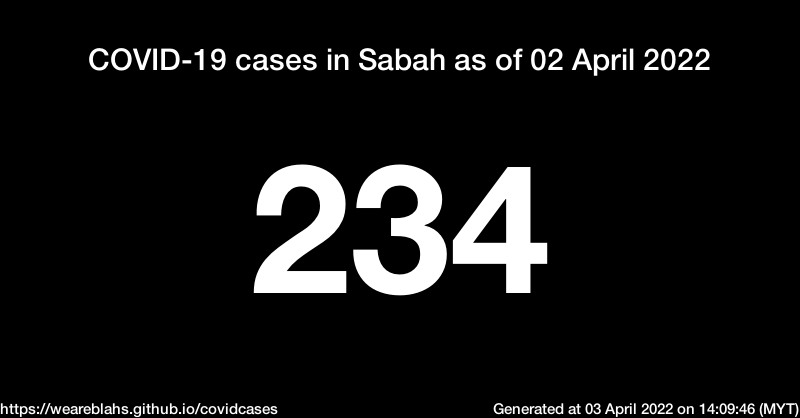 COVID-19 cases in Sabah as of 02 April 2022
234
https://weareblahs.github.io/covidcases
Generated at 03 April 2022 on 14:09:46 (MYT)